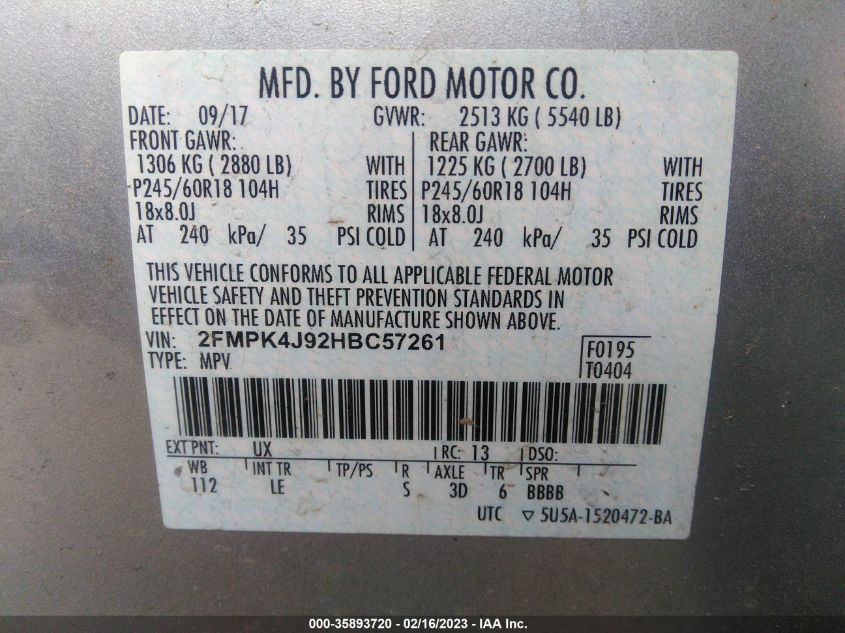 MFD. BY FORD MOTOR CO.
DATE: 09/17 GVWR: 2513 KG ( 5540 LB)
FRONT GAWR: REAR GAWR:
1306 KG ( 2880 LB) WITH 1225 KG ( 2700 LB) WITH
P245/60R18 104H TIRES P245/60R18 104H TIRES
18x8.0J RIMS 18x8.0J RIMS
AT 240 kPa/ 35 PSI COLD AT 240 kPa/ 35 PSI COLD
THIS VEHICLE CONFORMS TO ALL APPLICABLE FEDERAL MOTOR
VEHICLE SAFETY AND THEFT PREVENTION STANDARDS IN
EFFECT ON THE DATE OF MANUFACTURE SHOWN ABOVE.
VIN: 2FMPK4J92HBC57261
TYPE: MPV
F0195
T0404
EXT PNT: UX RC: 13 DSO:
WB INT TR TP/PS R AXLE TR SPR
112 LE S 3D 6 BBBB
UTC ▽ 5U5A-1520472-BA
000-35893720 - 02/16/2023 - IAA Inc.